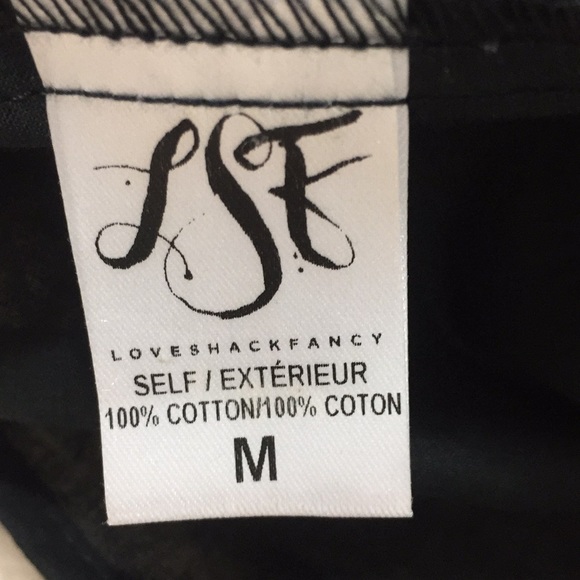 LSF
LOVESHACKFANCY
SELF / EXTÉRIEUR
100% COTTON/100% COTON
M